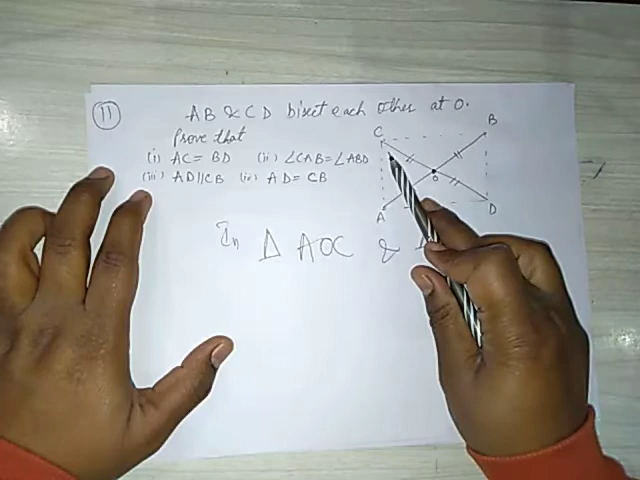 11
AB & CD bisect each other at O.
Prove that
(i) AC = BD (ii) ∠CAB = ∠ABD
(iii) AD || CB (iv) AD = CB
C
B
O
A
D
In Δ AOC &